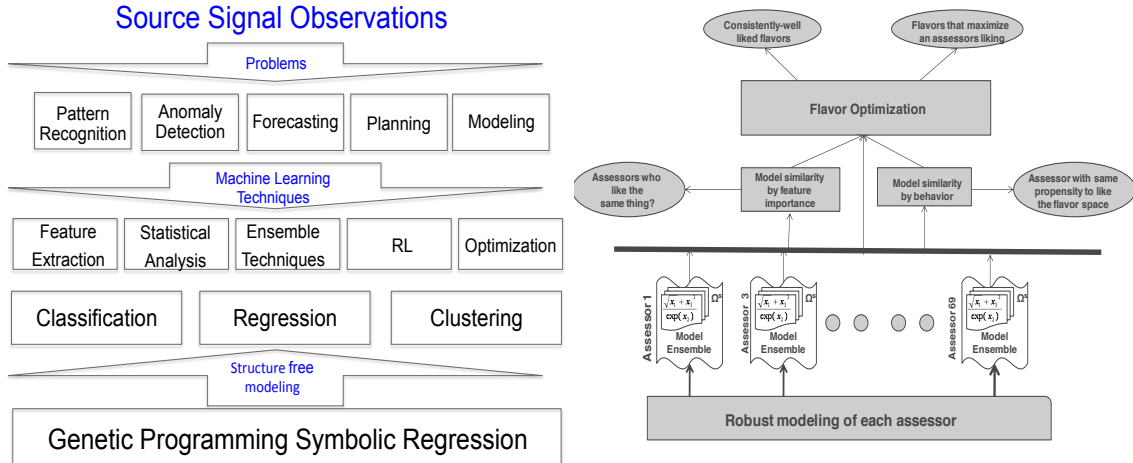 Source Signal Observations
Problems
Pattern
Recognition
Anomaly
Detection
Forecasting
Planning
Modeling
Machine Learning
Techniques
Feature
Extraction
Statistical
Analysis
Ensemble
Techniques
RL
Optimization
Classification
Regression
Clustering
Structure free
modeling
Genetic Programming Symbolic Regression
Consistently-well
liked flavors
Flavors that maximize
an assessors liking
Flavor Optimization
Assessors who
like the
same thing?
Model similarity
by feature
importance
Model similarity
by behavior
Assessor with same
propensity to like
the flavor space
Assessor 1
Ωs
Model
Ensemble
Assessor 3
Ωs
Model
Ensemble
Assessor 69
Ωs
Model
Ensemble
Robust modeling of each assessor